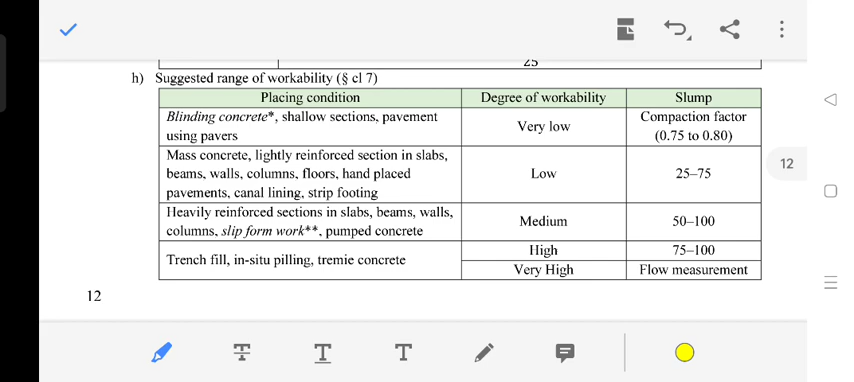 25
h) Suggested range of workability (§ cl 7)
Placing condition Degree of workability Slump
Blinding concrete*, shallow sections, pavement
using pavers
Very low
Compaction factor
(0.75 to 0.80)
Mass concrete, lightly reinforced section in slabs,
beams, walls, columns, floors, hand placed
pavements, canal lining, strip footing
Low
25–75
12
Heavily reinforced sections in slabs, beams, walls,
columns, slip form work**, pumped concrete
Medium
50–100
Trench fill, in-situ pilling, tremie concrete
High
75–100
Very High
Flow measurement
12
T
T
T